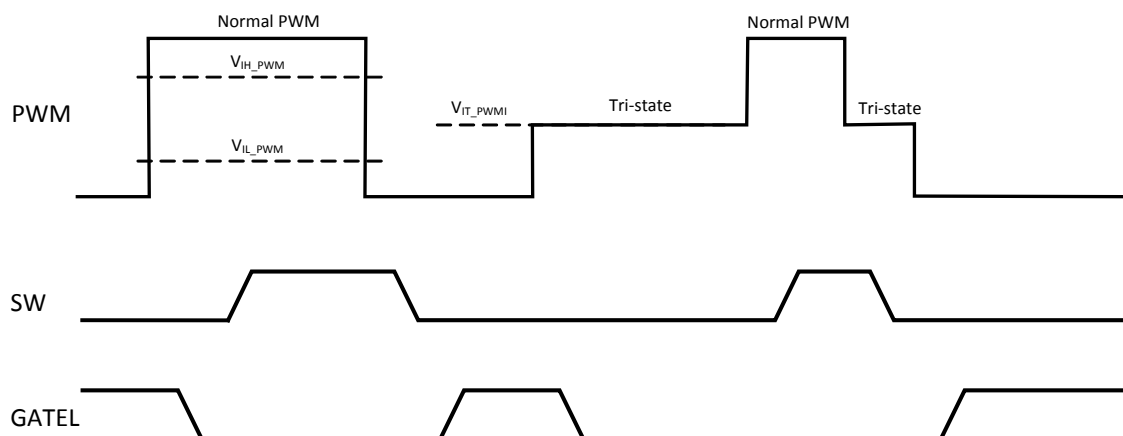 Normal PWM
Normal PWM
V_IH_PWM
PWM
V_IT_PWMI
Tri-state
Tri-state
V_IL_PWM
SW
GATEL